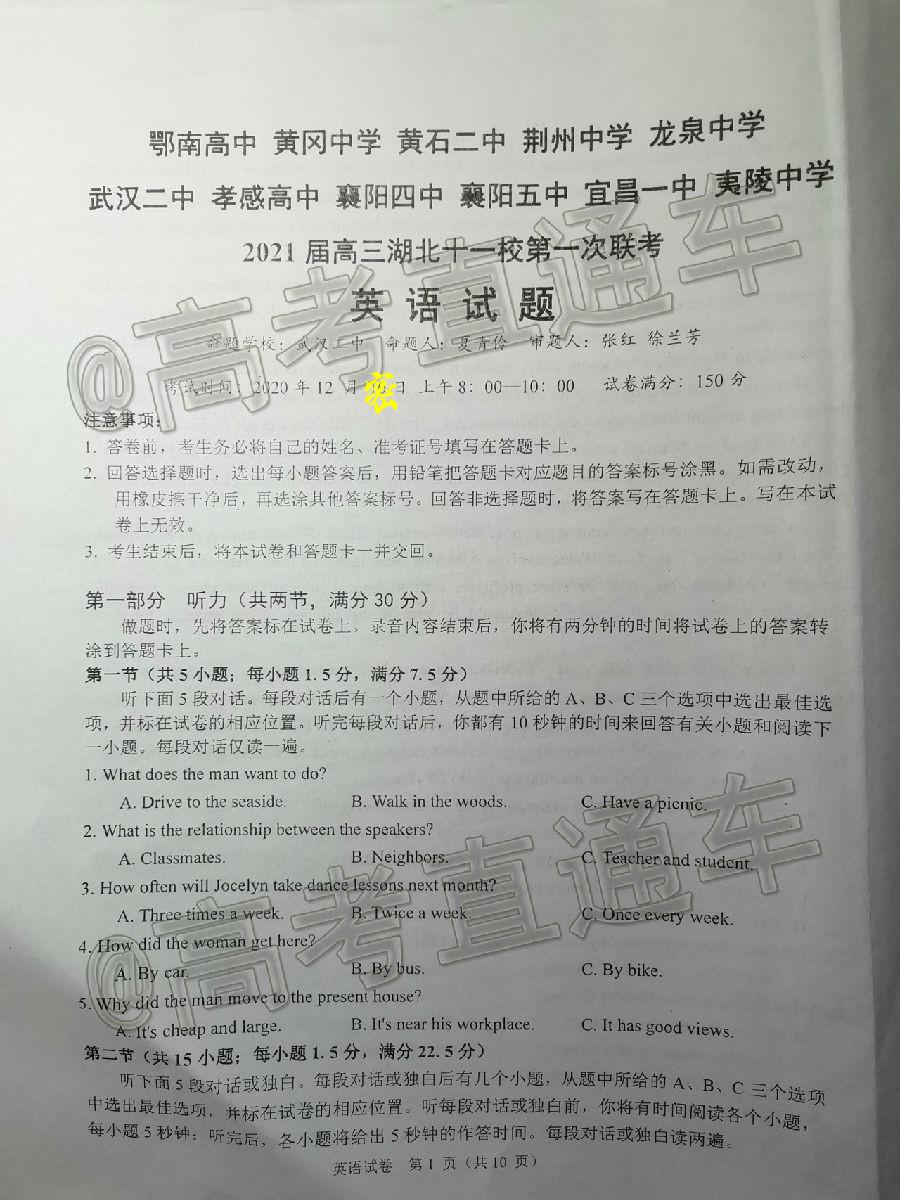 鄂南高中 黄冈中学 黄石二中 荆州中学 龙泉中学
武汉二中 孝感高中 襄阳四中 襄阳五中 宜昌一中 夷陵中学
2021 届高三湖北十一校第一次联考
英 语 试 题
命题学校：武汉二中 命题人：夏青伶 审题人：张红 徐兰芳
考试时间：2020 年 12 月 密 日 上午 8：00—10：00 试卷满分：150 分
注意事项：
1. 答卷前，考生务必将自己的姓名、准考证号填写在答题卡上。
2. 回答选择题时，选出每小题答案后，用铅笔把答题卡对应题目的答案标号涂黑。如需改动，
用橡皮擦干净后，再选涂其他答案标号。回答非选择题时，将答案写在答题卡上。写在本试
卷上无效。
3. 考生结束后，将本试卷和答题卡一并交回。
第一部分 听力（共两节，满分 30 分）
做题时，先将答案标在试卷上。录音内容结束后，你将有两分钟的时间将试卷上的答案转
涂到答题卡上。
第一节（共 5 小题；每小题 1.5 分，满分 7.5 分）
听下面 5 段对话。每段对话后有一个小题，从题中所给的 A、B、C 三个选项中选出最佳选
项，并标在试卷的相应位置。听完每段对话后，你都有 10 秒钟的时间来回答有关小题和阅读下
一小题。每段对话仅读一遍。
1. What does the man want to do?
A. Drive to the seaside. B. Walk in the woods. C. Have a picnic.
2. What is the relationship between the speakers?
A. Classmates. B. Neighbors. C. Teacher and student.
3. How often will Jocelyn take dance lessons next month?
A. Three times a week. B. Twice a week. C. Once every week.
4. How did the woman get here?
A. By car. B. By bus. C. By bike.
5. Why did the man move to the present house?
A. It's cheap and large. B. It's near his workplace. C. It has good views.
第二节（共 15 小题；每小题 1.5 分，满分 22.5 分）
听下面 5 段对话或独白。每段对话或独白后有几个小题，从题中所给的 A、B、C 三个选项
中选出最佳选项，并标在试卷的相应位置。听每段对话或独白前，你将有时间阅读各个小题，
每小题 5 秒钟；听完后，各小题将给出 5 秒钟的作答时间。每段对话或独白读两遍。
英语试卷 第 1 页（共 10 页）
@高考直通车
@高考直通车